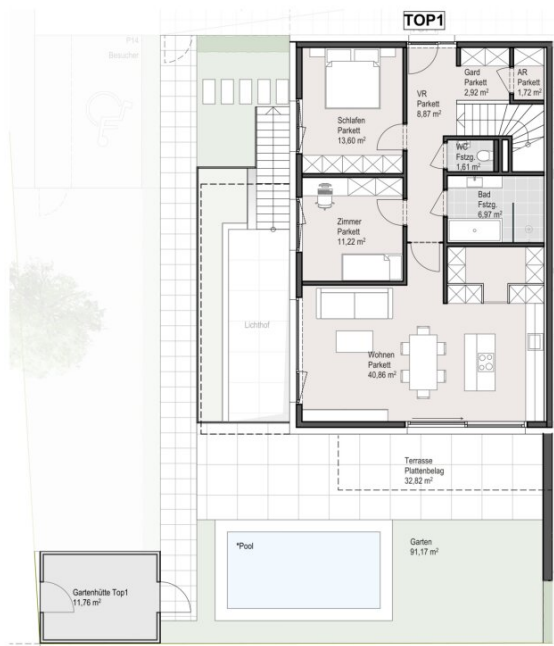 TOP1
P14
Besucher
Gard
Parkett
2,92 m²
AR
Parkett
1,72 m²
VR
Parkett
8,87 m²
Schlafen
Parkett
13,60 m²
WC
Fstzg.
1,61 m²
Bad
Fstzg.
6,97 m²
Zimmer
Parkett
11,22 m²
Lichthof
Wohnen
Parkett
40,86 m²
Terrasse
Plattenbelag
32,82 m²
*Pool
Garten
91,17 m²
Gartenhütte Top1
11,76 m²